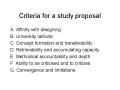 Criteria for a study proposal
A. Affinity with designing
B. University latitude
C. Concept formation and transferability
D. Retrievability and accumulating capacity
E. Methodical accountability and depth
F. Ability to be criticised and to criticise
G. Convergence and limitations